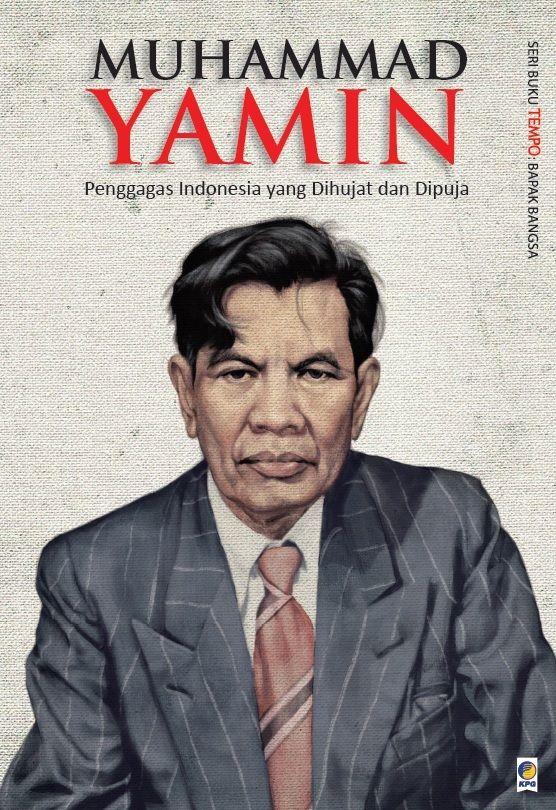 MUHAMMAD
YAMIN
Penggagas Indonesia yang Dihujat dan Dipuja
SERI BUKU TEMPO: BAPAK BANGSA
KPG